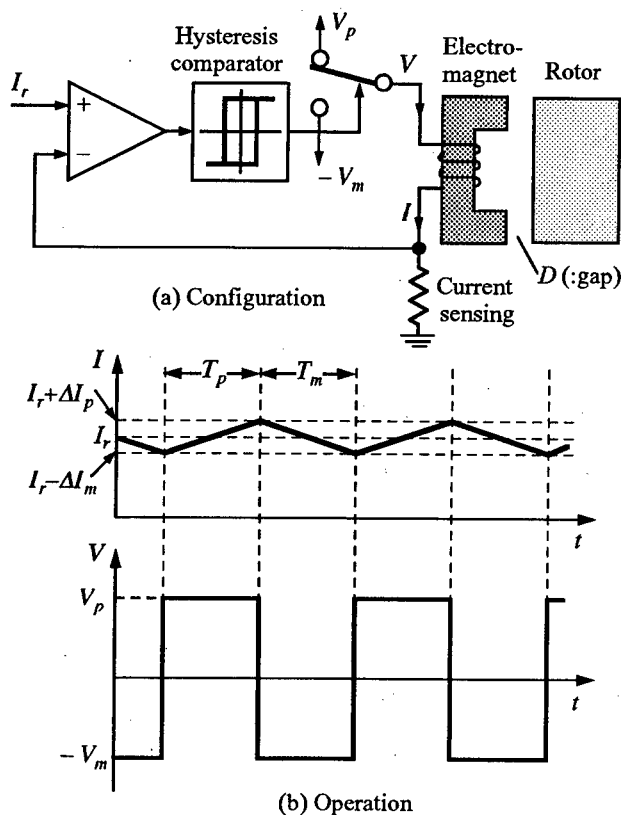 Hysteresis
comparator
V_p
V
Electro-
magnet
Rotor
I_r
+
−
− V_m
I
D (:gap)
Current
sensing
(a) Configuration
I
T_p
T_m
I_r+ΔI_p
I_r
I_r−ΔI_m
t
V
V_p
t
− V_m
(b) Operation